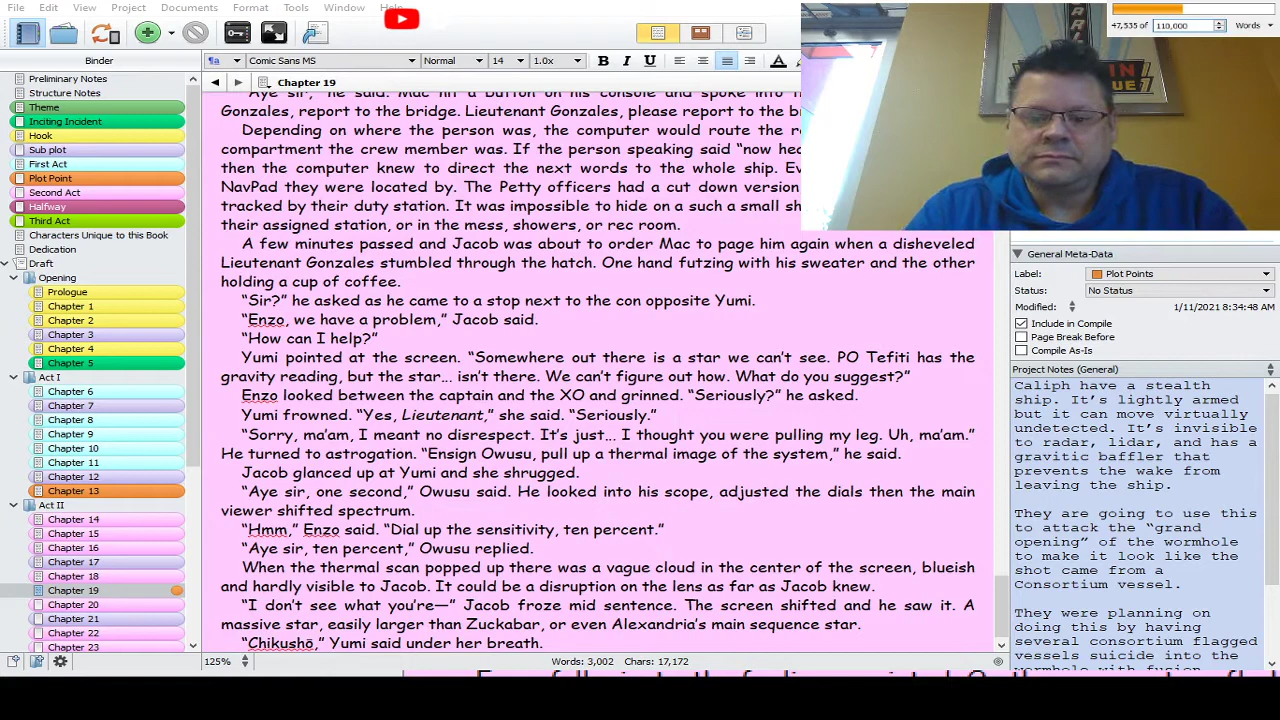 File Edit View Project Documents Format Tools Window Help
47,535 of 110,000 Words
Binder
¶a Comic Sans MS Normal 14 1.0x B I U A
Chapter 19
Preliminary Notes
Structure Notes
Theme
Inciting Incident
Hook
Sub plot
First Act
Plot Point
Second Act
Halfway
Third Act
Characters Unique to this Book
Dedication
Draft
Opening
Prologue
Chapter 1
Chapter 2
Chapter 3
Chapter 4
Chapter 5
Act I
Chapter 6
Chapter 7
Chapter 8
Chapter 9
Chapter 10
Chapter 11
Chapter 12
Chapter 13
Act II
Chapter 14
Chapter 15
Chapter 16
Chapter 17
Chapter 18
Chapter 19
Chapter 20
Chapter 21
Chapter 22
Chapter 23
“Aye sir,” he said. Mac hit a button on his console and spoke into
Gonzales, report to the bridge. Lieutenant Gonzales, please report to the
Depending on where the person was, the computer would route the
compartment the crew member was. If the person speaking said “now
then the computer knew to direct the next words to the whole ship.
NavPad they were located by. The Petty officers had a cut down version
tracked by their duty station. It was impossible to hide on a such a small
their assigned station, or in the mess, showers, or rec room.
A few minutes passed and Jacob was about to order Mac to page him again when a disheveled
Lieutenant Gonzales stumbled through the hatch. One hand futzing with his sweater and the other
holding a cup of coffee.
“Sir?” he asked as he came to a stop next to the con opposite Yumi.
“Enzo, we have a problem,” Jacob said.
“How can I help?”
Yumi pointed at the screen. “Somewhere out there is a star we can’t see. PO Tefiti has the
gravity reading, but the star… isn’t there. We can’t figure out how. What do you suggest?”
Enzo looked between the captain and the XO and grinned. “Seriously?” he asked.
Yumi frowned. “Yes, Lieutenant,” she said. “Seriously.”
“Sorry, ma’am, I meant no disrespect. It’s just… I thought you were pulling my leg. Uh, ma’am.”
He turned to astrogation. “Ensign Owusu, pull up a thermal image of the system,” he said.
Jacob glanced up at Yumi and she shrugged.
“Aye sir, one second,” Owusu said. He looked into his scope, adjusted the dials then the main
viewer shifted spectrum.
“Hmm,” Enzo said. “Dial up the sensitivity, ten percent.”
“Aye sir, ten percent,” Owusu replied.
When the thermal scan popped up there was a vague cloud in the center of the screen, blueish
and hardly visible to Jacob. It could be a disruption on the lens as far as Jacob knew.
“I don’t see what you’re—” Jacob froze mid sentence. The screen shifted and he saw it. A
massive star, easily larger than Zuckabar, or even Alexandria’s main sequence star.
“Chikushō,” Yumi said under her breath.
125% Words: 3,002 Chars: 17,172
General Meta-Data
Label: Plot Points
Status: No Status
Modified: 1/11/2021 8:34:48 AM
Include in Compile
Page Break Before
Compile As-Is
Project Notes (General)
Caliph have a stealth
ship. It’s lightly armed
but it can move virtually
undetected. It’s invisible
to radar, lidar, and has a
gravitic baffler that
prevents the wake from
leaving the ship.
They are going to use this
to attack the “grand
opening” of the wormhole
to make it look like the
shot came from a
Consortium vessel.
They were planning on
doing this by having
several consortium flagged
vessels suicide into the
wormhole with fusion